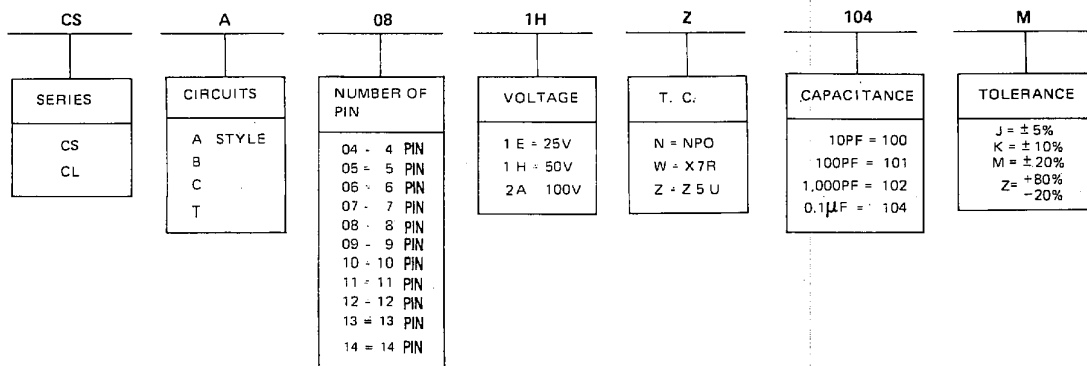 CS A 08 1H Z 104 M
SERIES
CS
CL
CIRCUITS
A STYLE
B
C
T
NUMBER OF
PIN
04 - 4 PIN
05 = 5 PIN
06 - 6 PIN
07 - 7 PIN
08 - 8 PIN
09 - 9 PIN
10 - 10 PIN
11 = 11 PIN
12 - 12 PIN
13 = 13 PIN
14 = 14 PIN
VOLTAGE
1E = 25V
1H = 50V
2A 100V
T. C.
N = NPO
W = X7R
Z = Z5U
CAPACITANCE
10PF = 100
100PF = 101
1,000PF = 102
0.1μF = 104
TOLERANCE
J = ±5%
K = ±10%
M = ±20%
Z= +80%
-20%